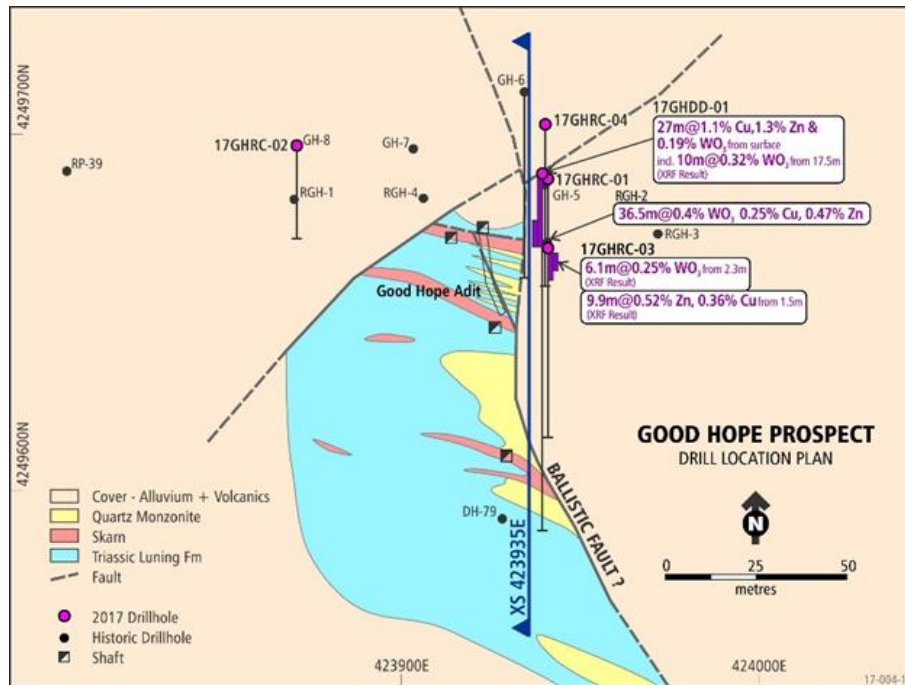 4249700N
4249600N
423900E
424000E
GH-6
17GHRC-04
17GHDD-01
27m@1.1% Cu,1.3% Zn &
0.19% WO3 from surface
incl. 10m@0.32% WO3 from 17.5m
(XRF Result)
17GHRC-02
GH-8
GH-7
RP-39
17GHRC-01
GH-5
RGH-1
RGH-4
RGH-2
36.5m@0.4% WO3 0.25% Cu, 0.47% Zn
RGH-3
17GHRC-03
6.1m@0.25% WO3 from 2.3m
(XRF Result)
9.9m@0.52% Zn, 0.36% Cu from 1.5m
(XRF Result)
Good Hope Adit
GOOD HOPE PROSPECT
DRILL LOCATION PLAN
N
0 25 50
metres
DH-79
XS 423935E
BALLISTIC FAULT ?
Cover - Alluvium + Volcanics
Quartz Monzonite
Skarn
Triassic Luning Fm
Fault
2017 Drillhole
Historic Drillhole
Shaft